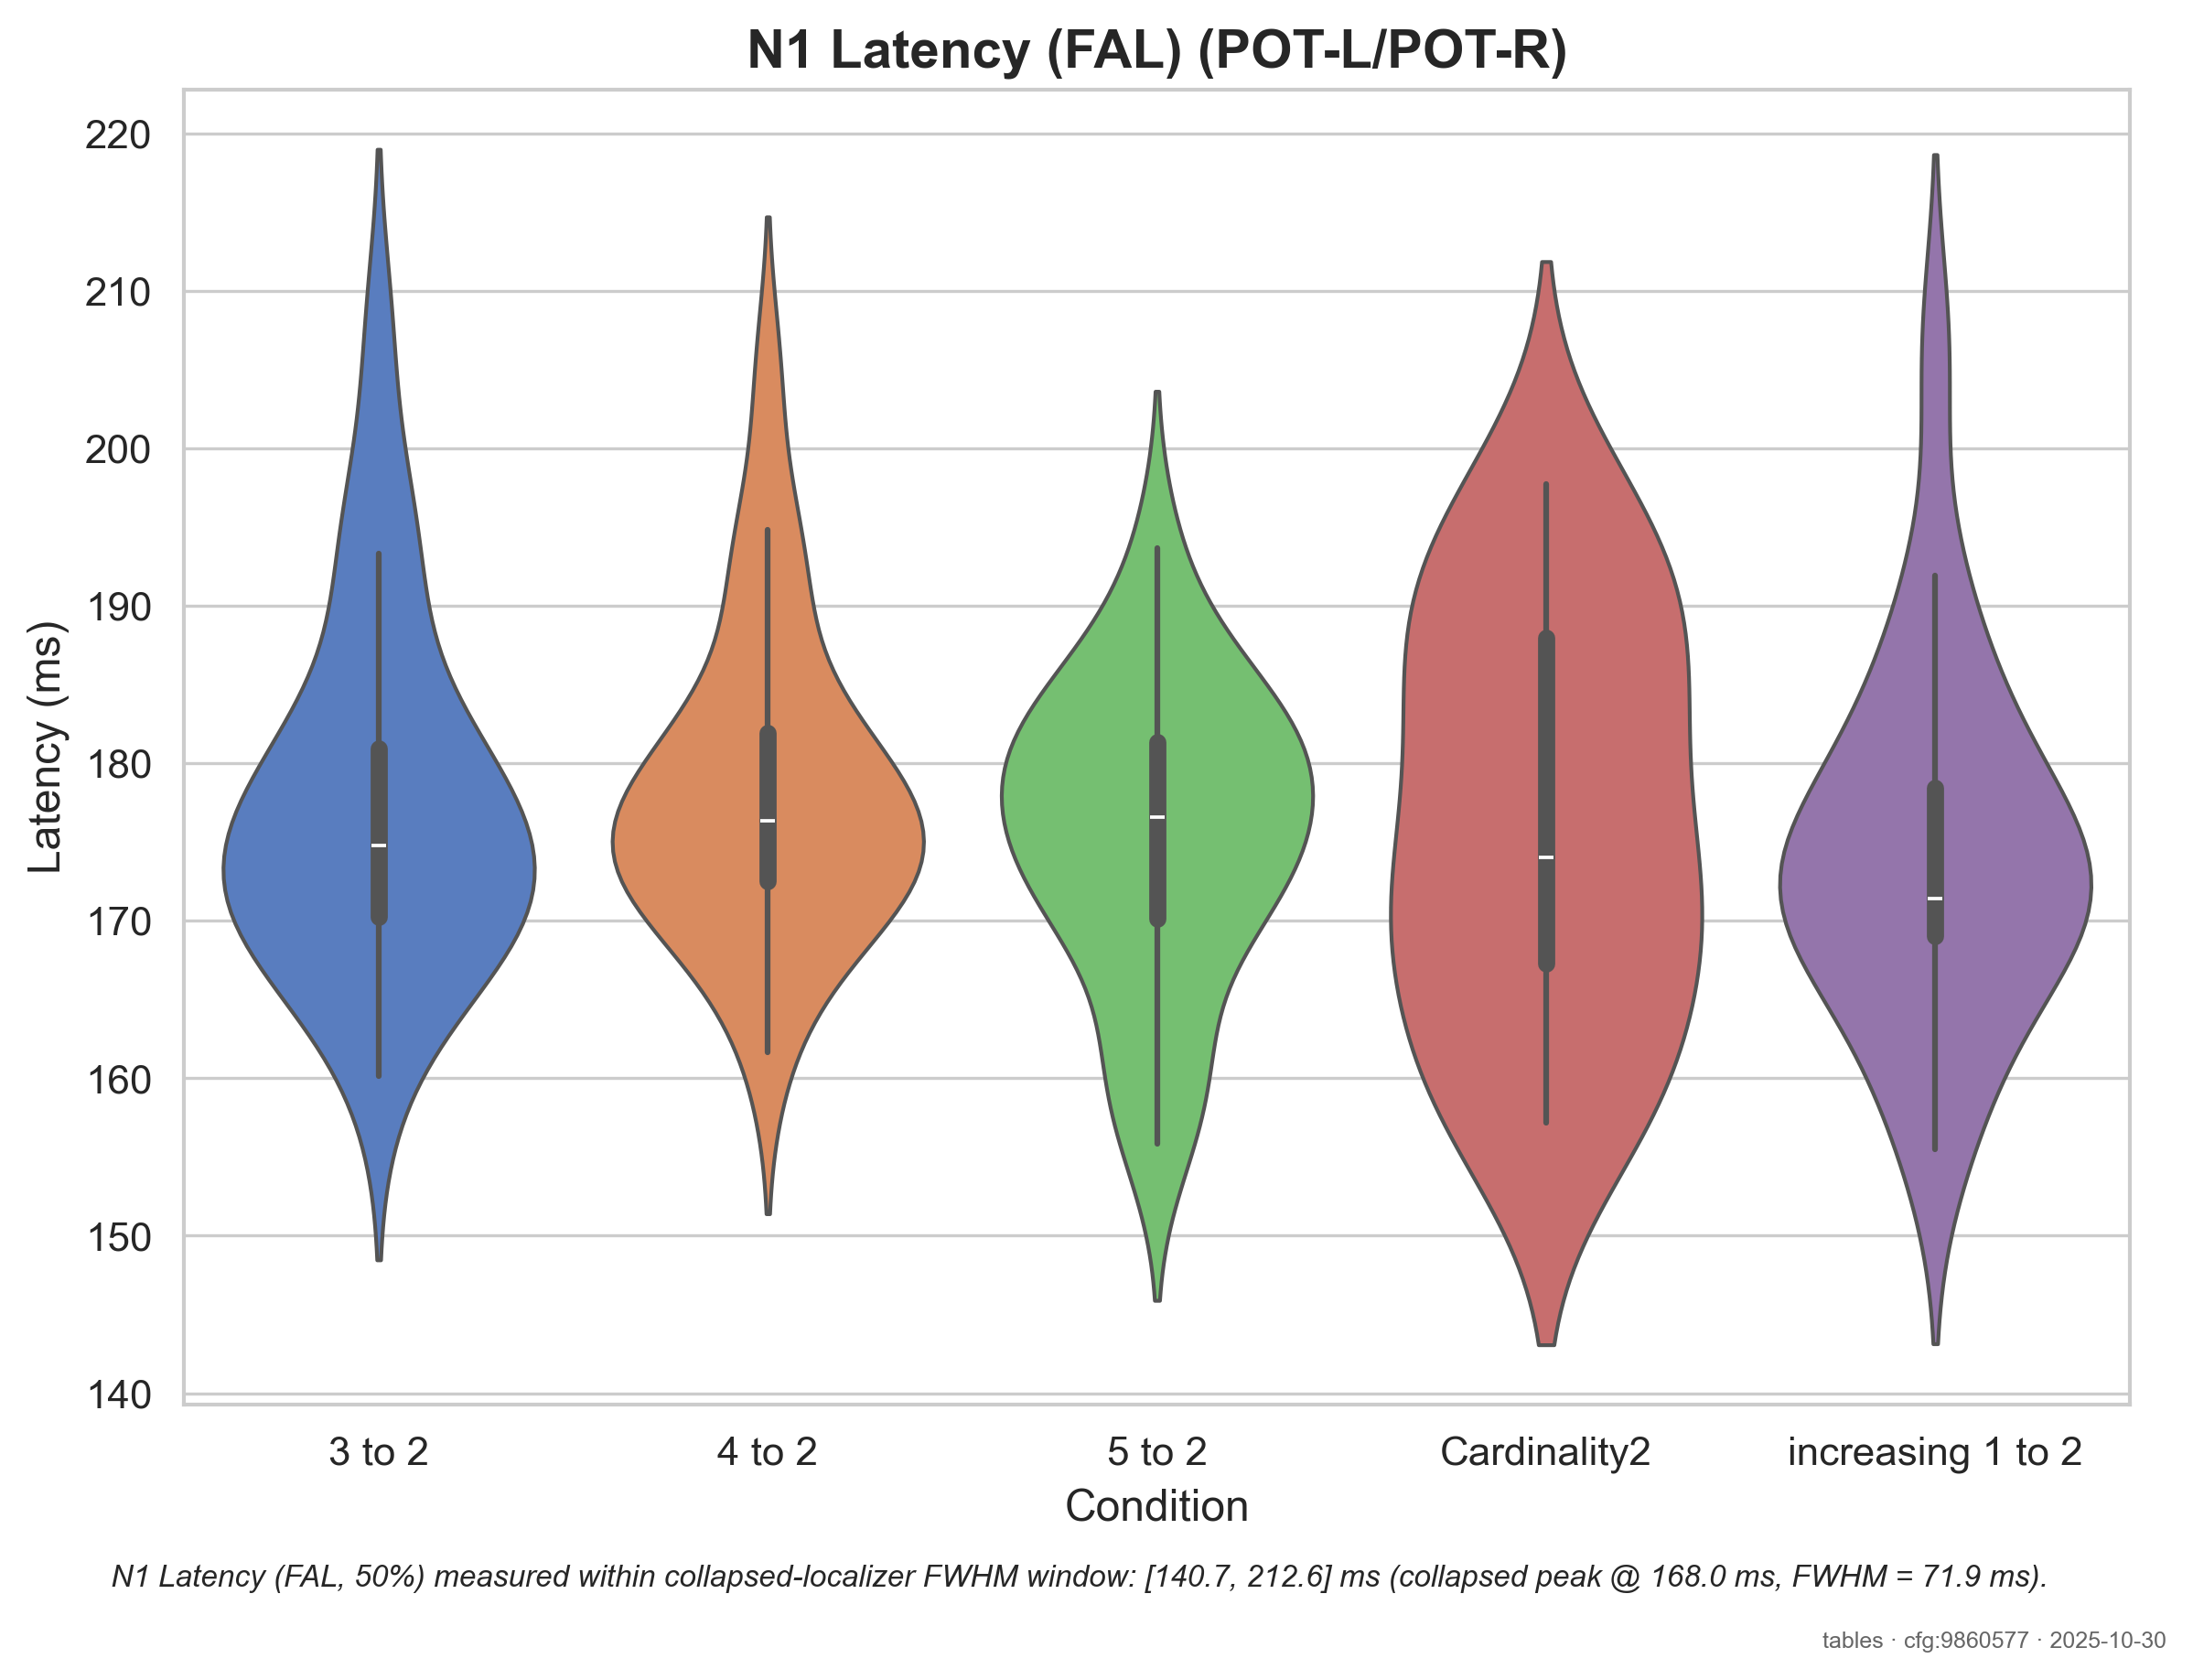 N1 Latency (FAL) (POT-L/POT-R)
220
210
200
190
180
170
160
150
140
Latency (ms)
3 to 2
4 to 2
5 to 2
Cardinality2
increasing 1 to 2
Condition
N1 Latency (FAL, 50%) measured within collapsed-localizer FWHM window: [140.7, 212.6] ms (collapsed peak @ 168.0 ms, FWHM = 71.9 ms).
tables · cfg:9860577 · 2025-10-30